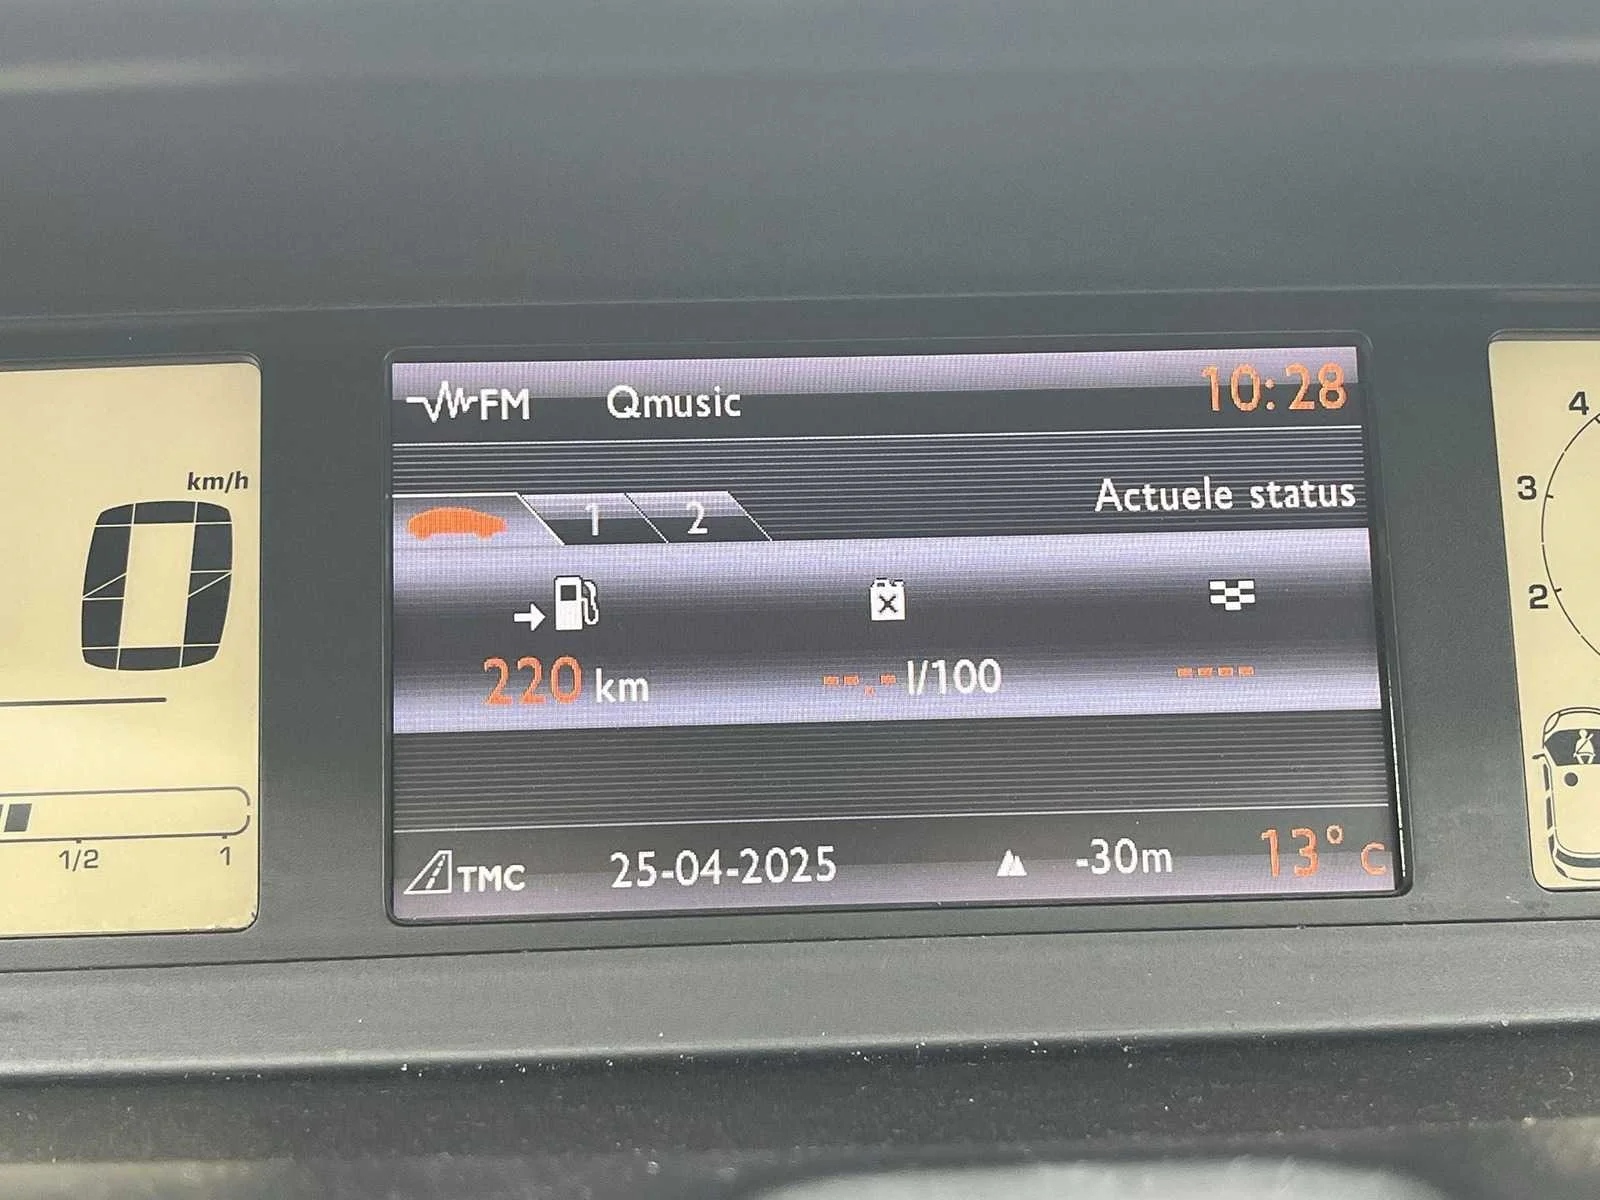 FM Qmusic 10:28
Actuele status
1 2
220 km --.- l/100 ----
TMC 25-04-2025 -30m 13° C
km/h
0
1/2 1
4
3
2